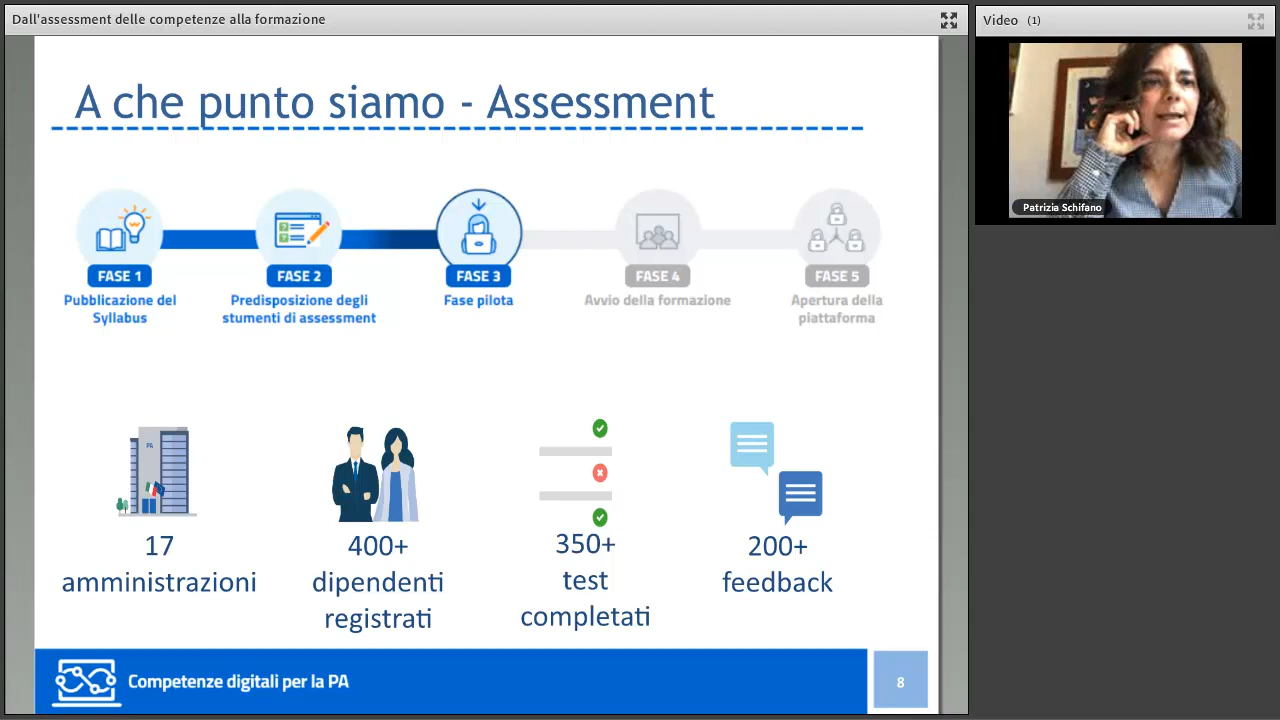 Dall'assessment delle competenze alla formazione
Video (1)
Patrizia Schifano
A che punto siamo - Assessment
FASE 1
Pubblicazione del
Syllabus
FASE 2
Predisposizione degli
stumenti di assessment
FASE 3
Fase pilota
FASE 4
Avvio della formazione
FASE 5
Apertura della
piattaforma
PA
17
amministrazioni
400+
dipendenti
registrati
350+
test
completati
200+
feedback
Competenze digitali per la PA
8